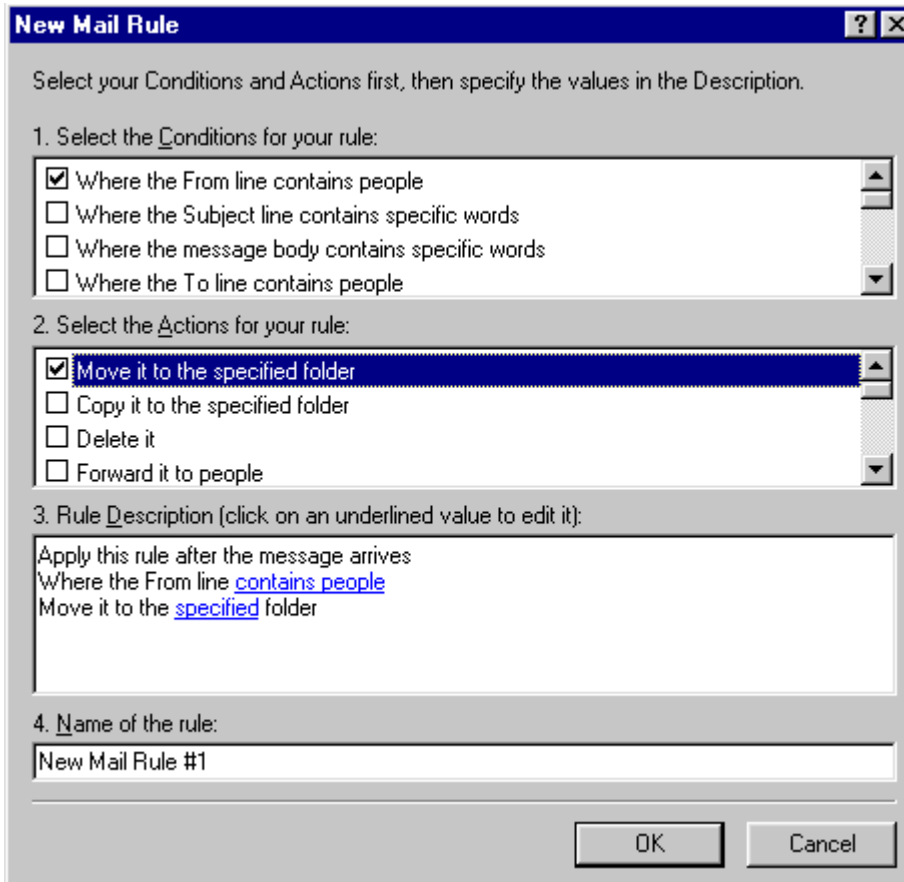 New Mail Rule
Select your Conditions and Actions first, then specify the values in the Description.
1. Select the Conditions for your rule:
Where the From line contains people
Where the Subject line contains specific words
Where the message body contains specific words
Where the To line contains people
2. Select the Actions for your rule:
Move it to the specified folder
Copy it to the specified folder
Delete it
Forward it to people
3. Rule Description (click on an underlined value to edit it):
Apply this rule after the message arrives
Where the From line contains people
Move it to the specified folder
4. Name of the rule:
New Mail Rule #1
OK Cancel